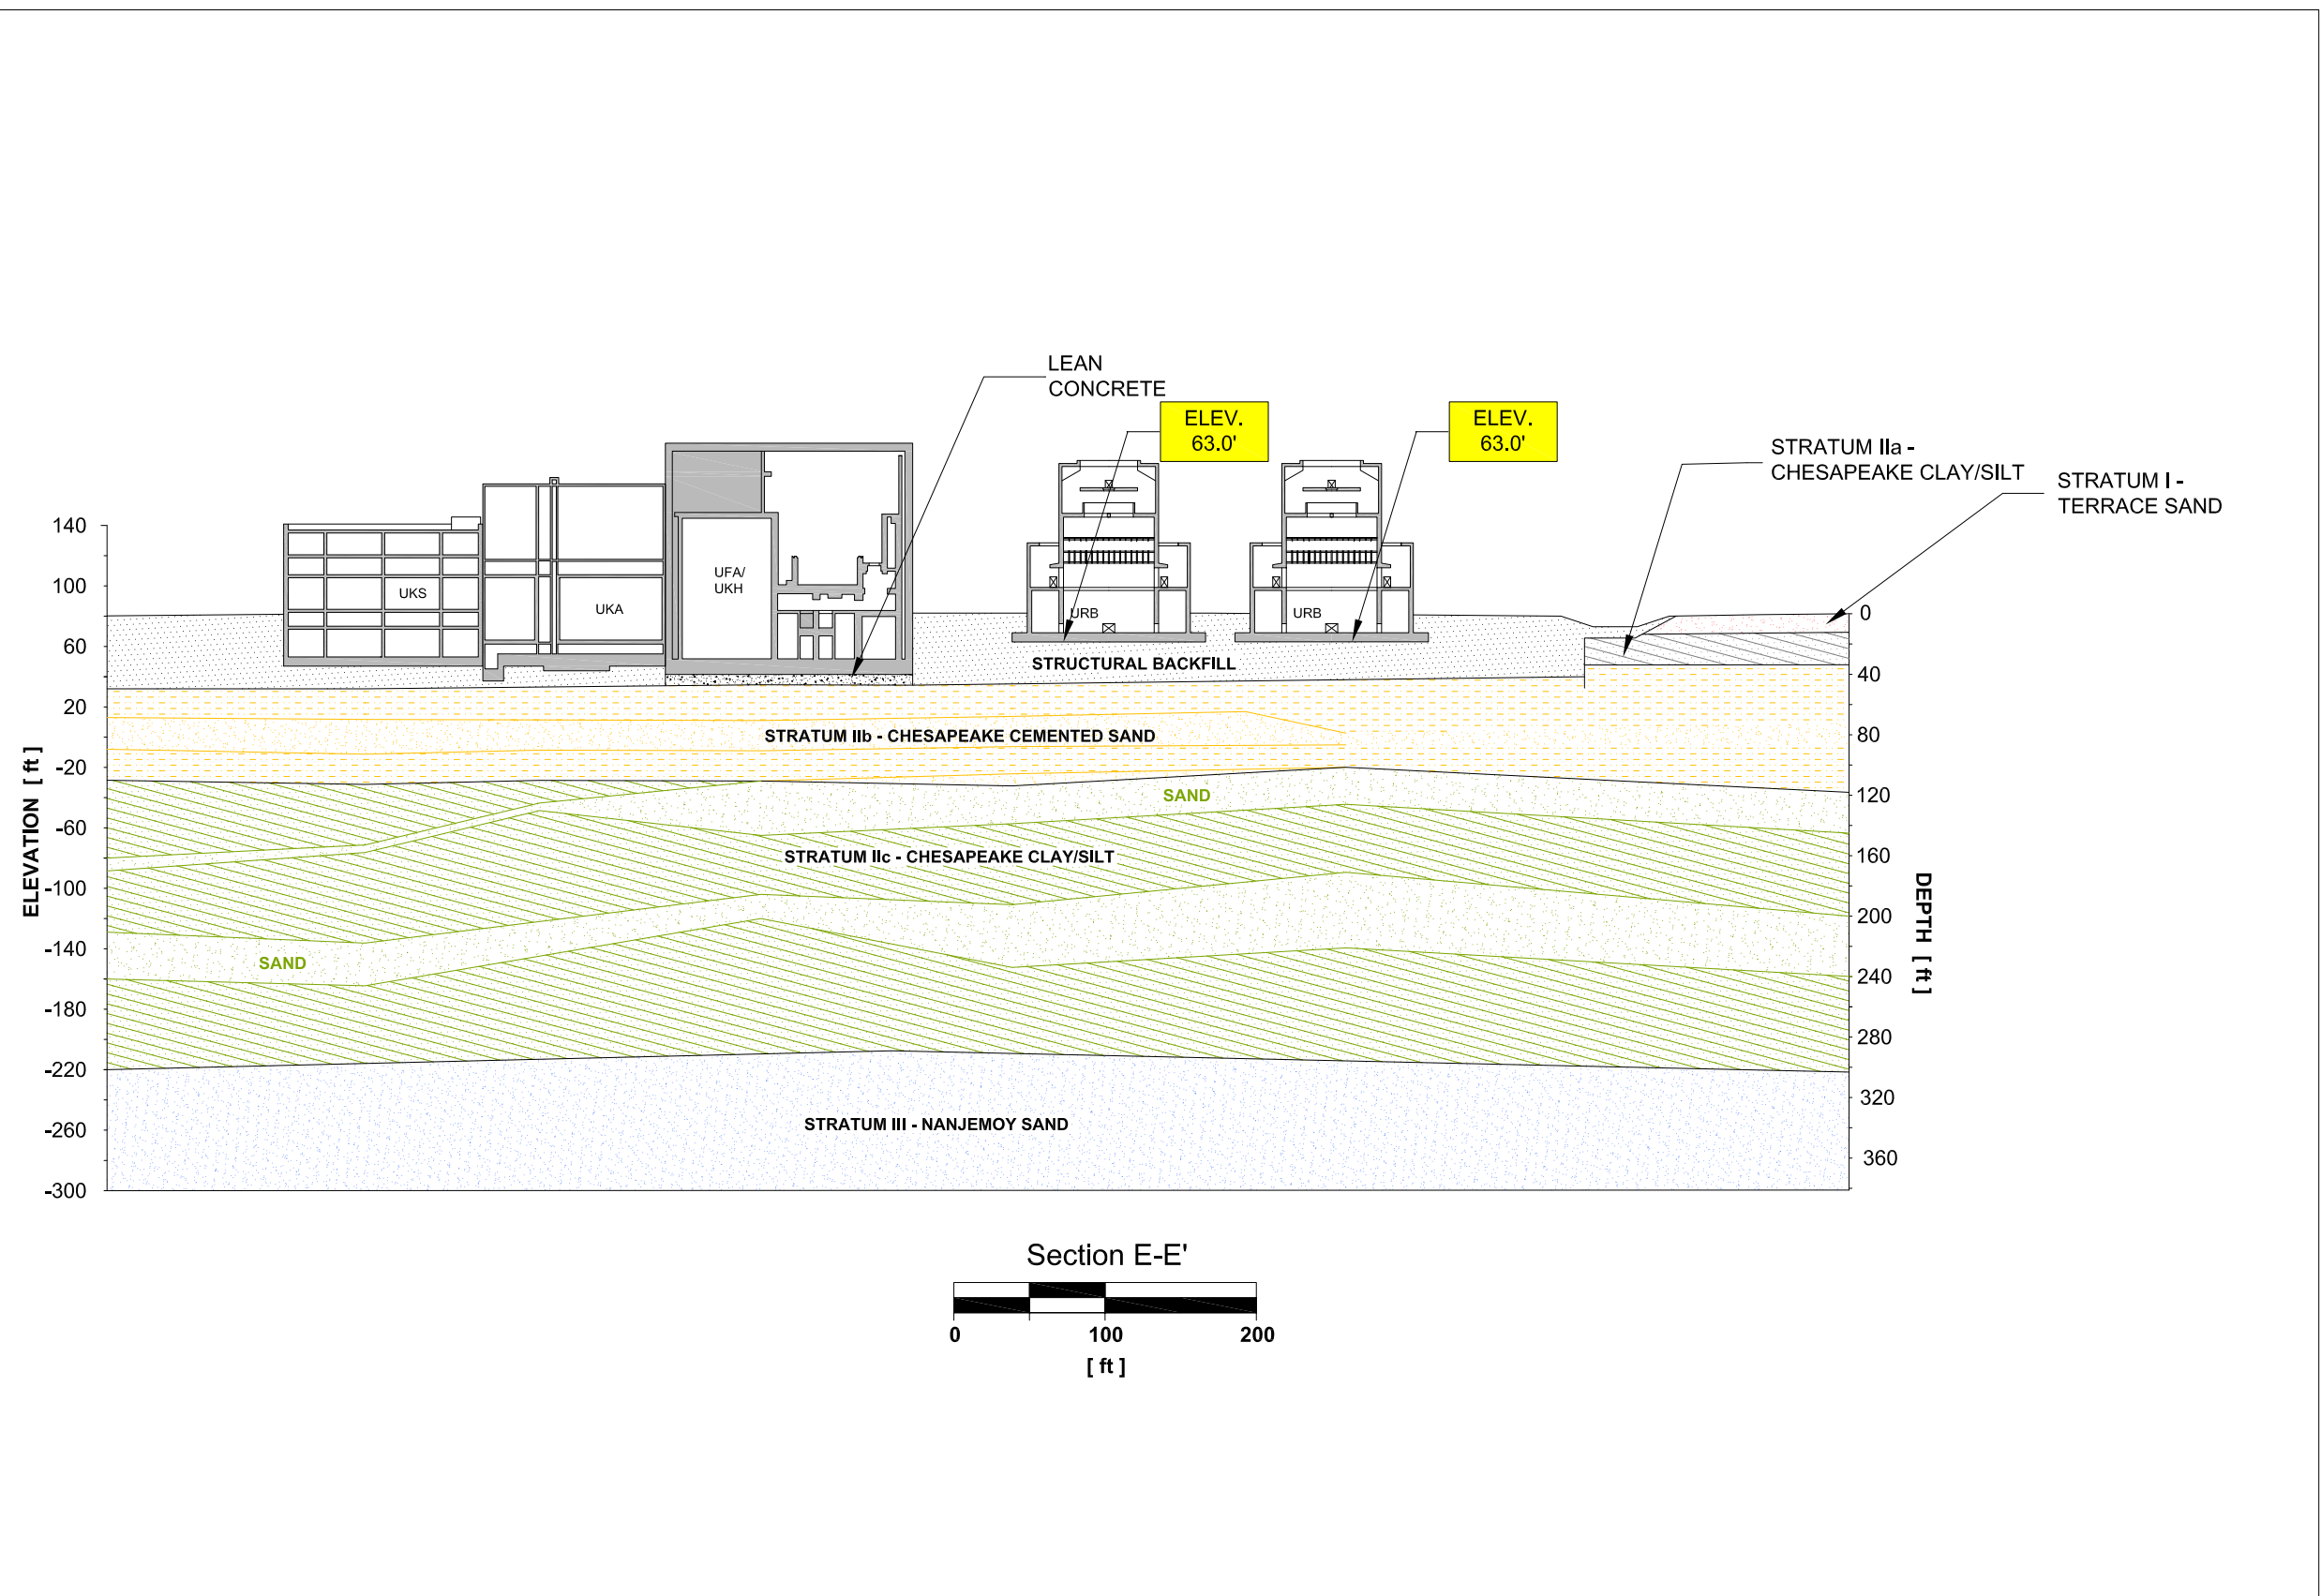 LEAN
CONCRETE
ELEV.
63.0'
ELEV.
63.0'
STRATUM IIa -
CHESAPEAKE CLAY/SILT
STRATUM I -
TERRACE SAND
140
100
60
20
-20
-60
-100
-140
-180
-220
-260
-300
ELEVATION [ ft ]
UKS
UKA
UFA/
UKH
URB
URB
STRUCTURAL BACKFILL
STRATUM IIb - CHESAPEAKE CEMENTED SAND
SAND
STRATUM IIc - CHESAPEAKE CLAY/SILT
SAND
STRATUM III - NANJEMOY SAND
0
40
80
120
160
200
240
280
320
360
DEPTH [ ft ]
Section E-E'
0 100 200
[ ft ]